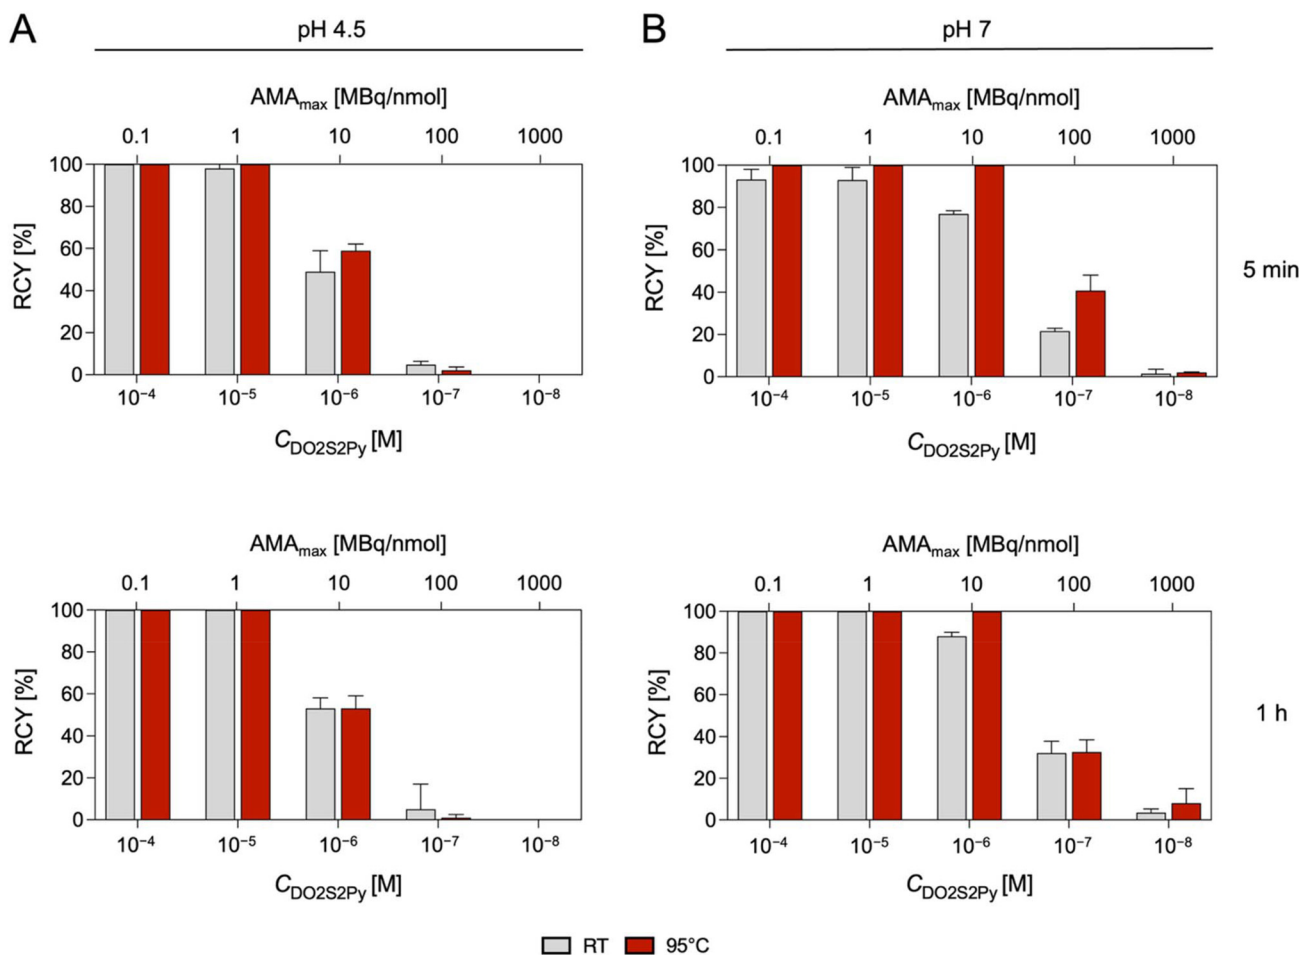 A
pH 4.5
B
pH 7
AMAmax [MBq/nmol]
0.1 1 10 100 1000
RCY [%]
100
80
60
40
20
0
10−4 10−5 10−6 10−7 10−8
CDO2S2Py [M]
AMAmax [MBq/nmol]
0.1 1 10 100 1000
RCY [%]
100
80
60
40
20
0
10−4 10−5 10−6 10−7 10−8
CDO2S2Py [M]
5 min
AMAmax [MBq/nmol]
0.1 1 10 100 1000
RCY [%]
100
80
60
40
20
0
10−4 10−5 10−6 10−7 10−8
CDO2S2Py [M]
AMAmax [MBq/nmol]
0.1 1 10 100 1000
RCY [%]
100
80
60
40
20
0
10−4 10−5 10−6 10−7 10−8
CDO2S2Py [M]
1 h
RT 95°C